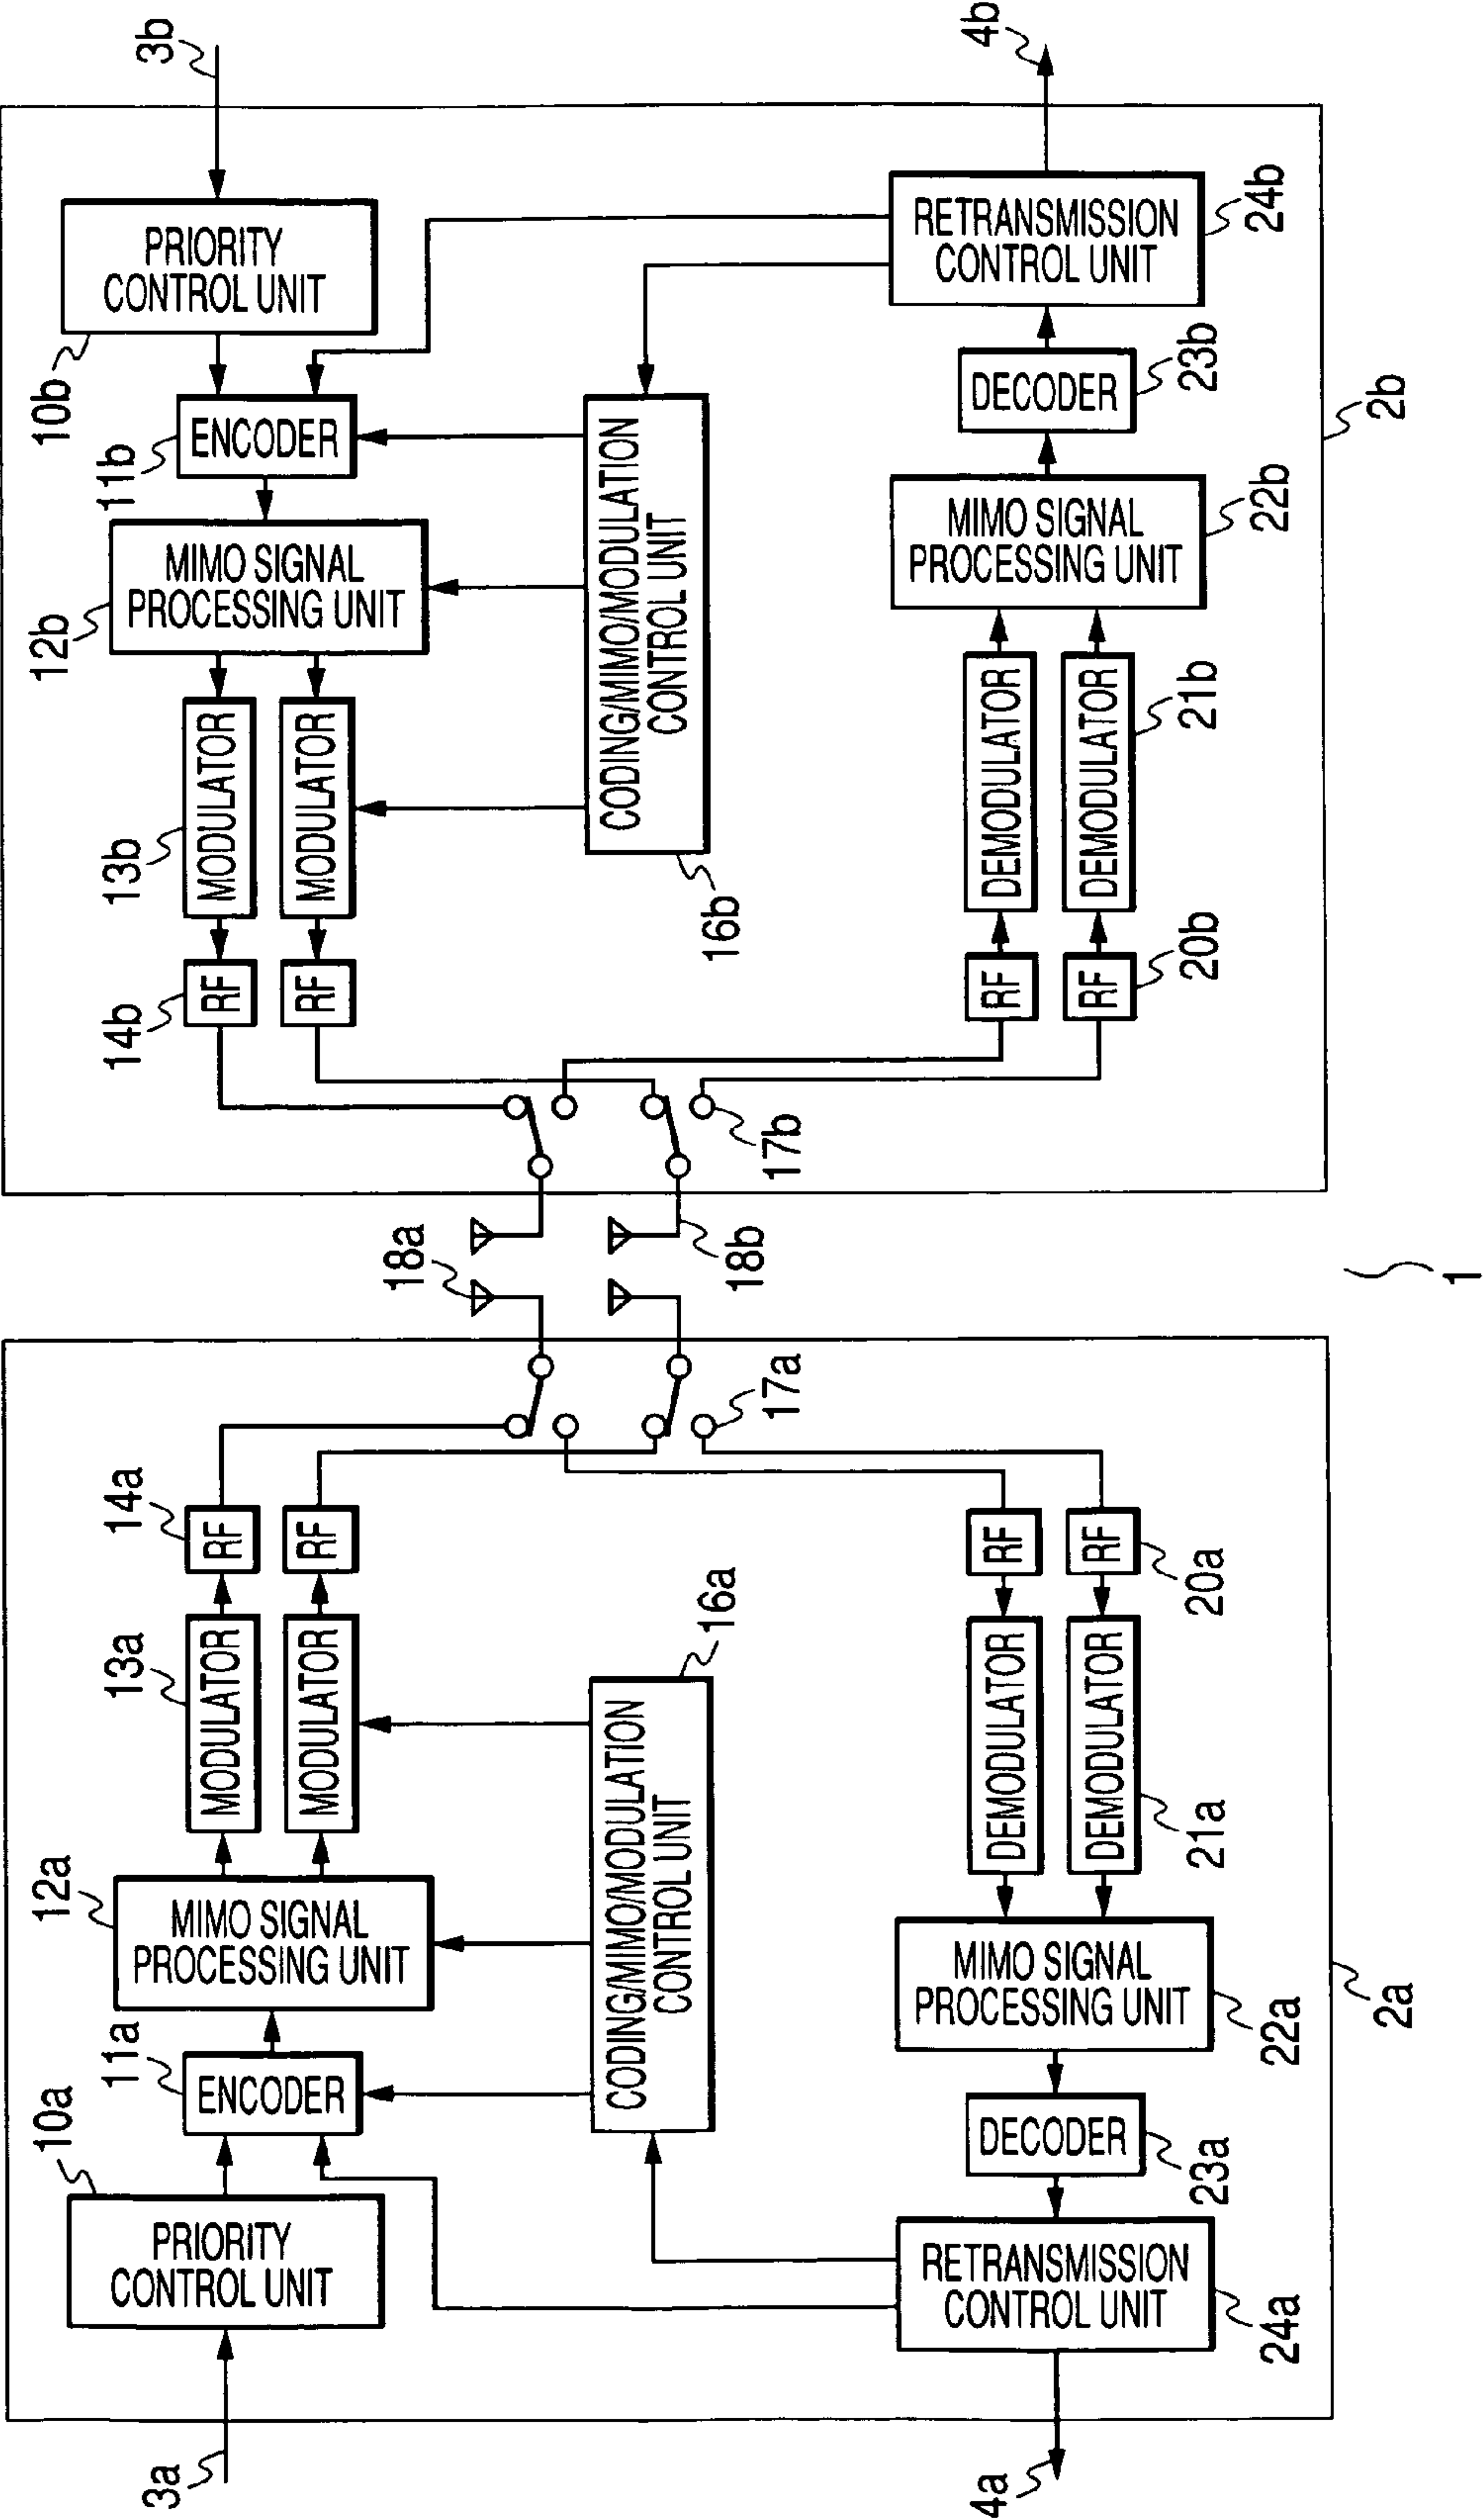 3a
10a
PRIORITY
CONTROL UNIT
11a
ENCODER
12a
MIMO SIGNAL
PROCESSING UNIT
13a
MODULATOR
MODULATOR
14a
RF
RF
CODING/MIMO/MODULATION
CONTROL UNIT
16a
17a
18a
4a
RETRANSMISSION
CONTROL UNIT
24a
DECODER
23a
MIMO SIGNAL
PROCESSING UNIT
22a
DEMODULATOR
DEMODULATOR
21a
RF
RF
20a
2a
1
18b
17b
14b
RF
RF
13b
MODULATOR
MODULATOR
12b
MIMO SIGNAL
PROCESSING UNIT
11b
ENCODER
10b
PRIORITY
CONTROL UNIT
3b
16b
CODING/MIMO/MODULATION
CONTROL UNIT
RF
RF
20b
DEMODULATOR
DEMODULATOR
21b
MIMO SIGNAL
PROCESSING UNIT
22b
DECODER
23b
RETRANSMISSION
CONTROL UNIT
24b
4b
2b